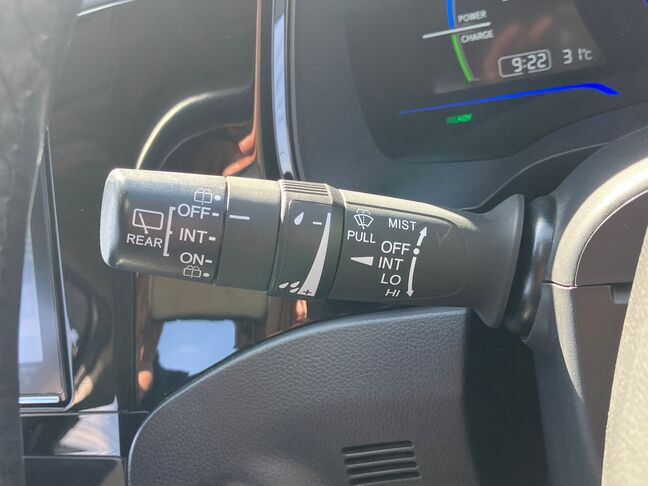 POWER
CHARGE
9:22 31℃
READY
OFF
INT
ON
REAR
PULL
MIST
OFF
INT
LO
HI